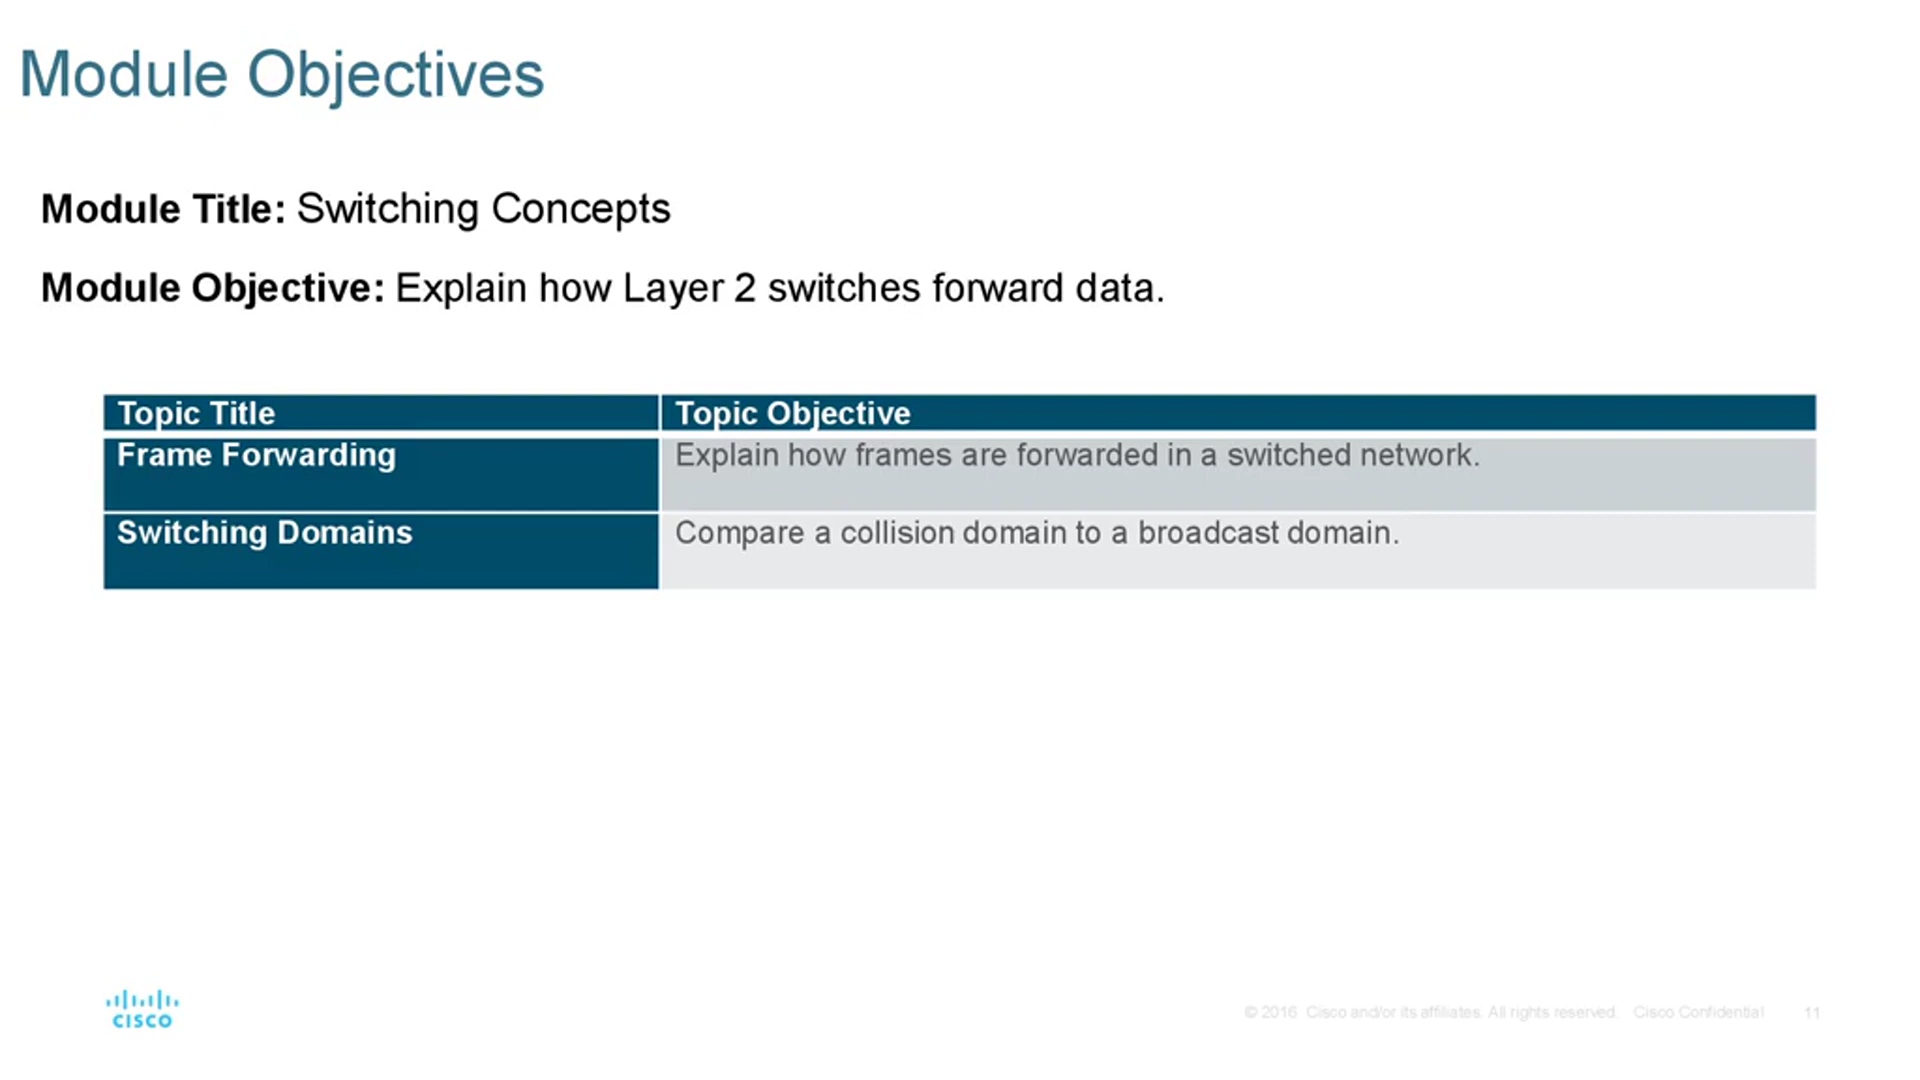 Module Objectives
Module Title: Switching Concepts
Module Objective: Explain how Layer 2 switches forward data.
Topic Title Topic Objective
Frame Forwarding Explain how frames are forwarded in a switched network.
Switching Domains Compare a collision domain to a broadcast domain.
CISCO
© 2016 Cisco and/or its affiliates. All rights reserved. Cisco Confidential 11